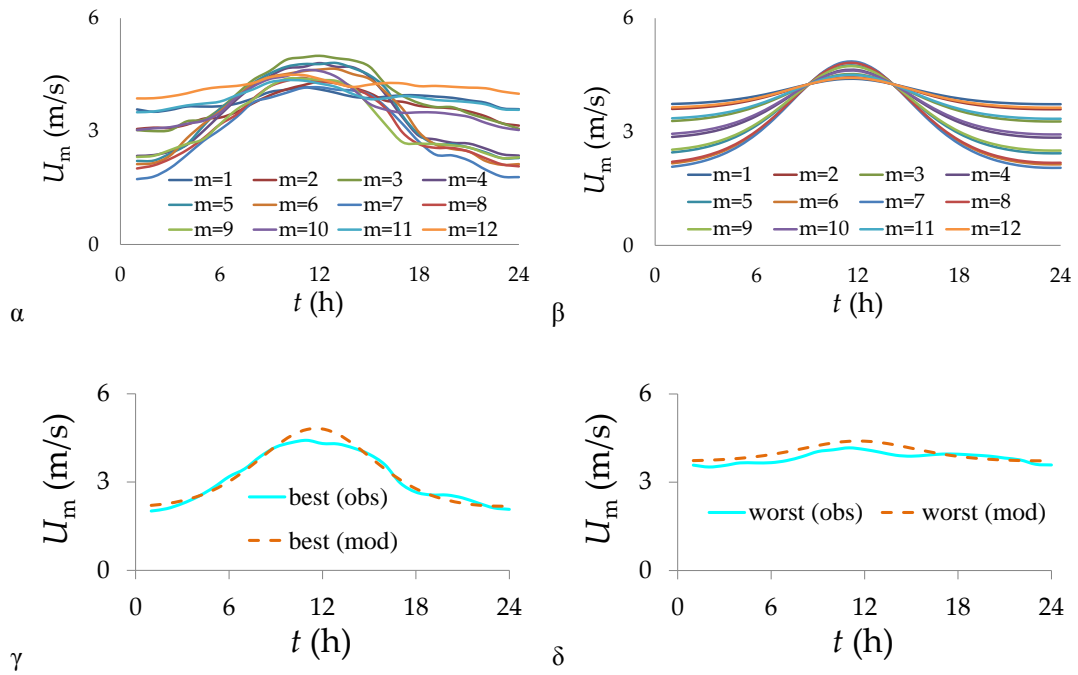 6
6
U_m (m/s)
U_m (m/s)
3
3
m=1 m=2 m=3 m=4
m=1 m=2 m=3 m=4
m=5 m=6 m=7 m=8
m=5 m=6 m=7 m=8
m=9 m=10 m=11 m=12
m=9 m=10 m=11 m=12
0
0
0 6 12 18 24
0 6 12 18 24
t (h)
t (h)
α
β
6
6
U_m (m/s)
U_m (m/s)
3
3
best (obs)
best (mod)
worst (obs) worst (mod)
0
0
0 6 12 18 24
0 6 12 18 24
t (h)
t (h)
γ
δ